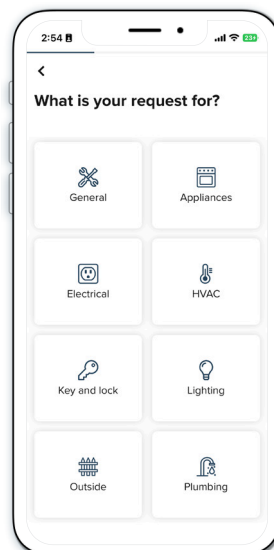 2:54
23
What is your request for?
General
Appliances
Electrical
HVAC
Key and lock
Lighting
Outside
Plumbing